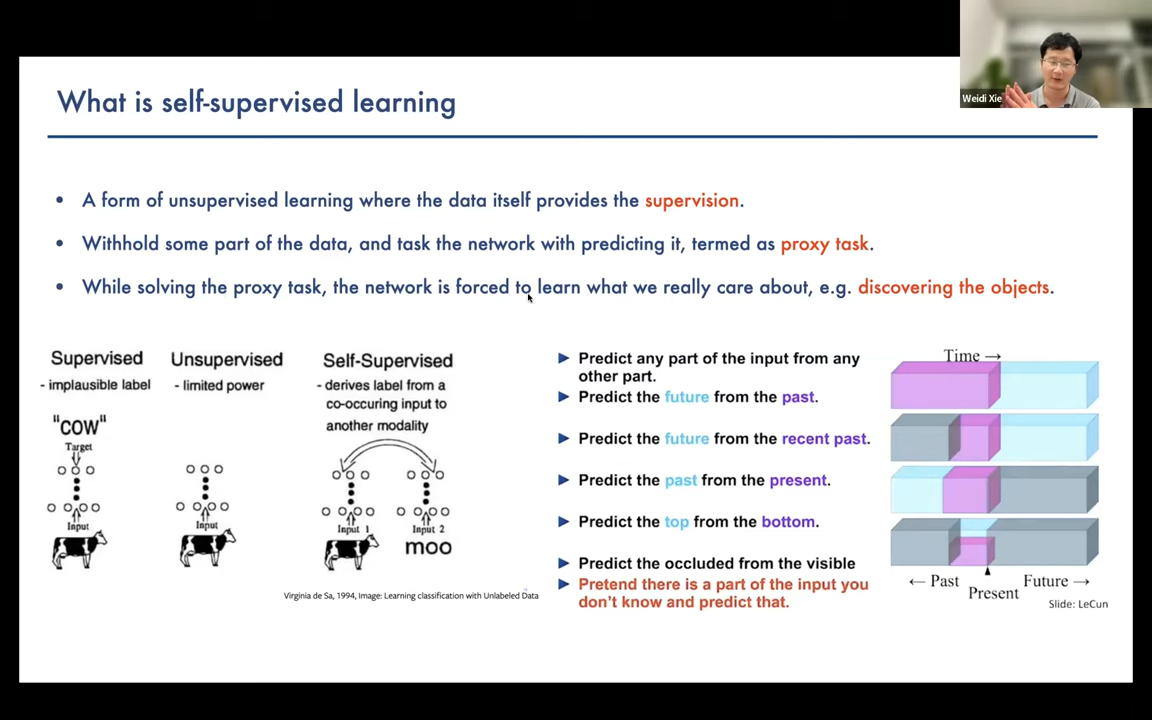 Weidi Xie
What is self-supervised learning
• A form of unsupervised learning where the data itself provides the supervision.
• Withhold some part of the data, and task the network with predicting it, termed as proxy task.
• While solving the proxy task, the network is forced to learn what we really care about, e.g. discovering the objects.
Supervised
- implausible label
"COW"
Target
Input
Unsupervised
- limited power
Input
Self-Supervised
- derives label from a
co-occuring input to
another modality
Input 1
Input 2
moo
Virginia de Sa, 1994, Image: Learning classification with Unlabeled Data
Predict any part of the input from any
other part.
Predict the future from the past.
Predict the future from the recent past.
Predict the past from the present.
Predict the top from the bottom.
Predict the occluded from the visible
Pretend there is a part of the input you
don't know and predict that.
Time →
← Past
Present
Future →
Slide: LeCun